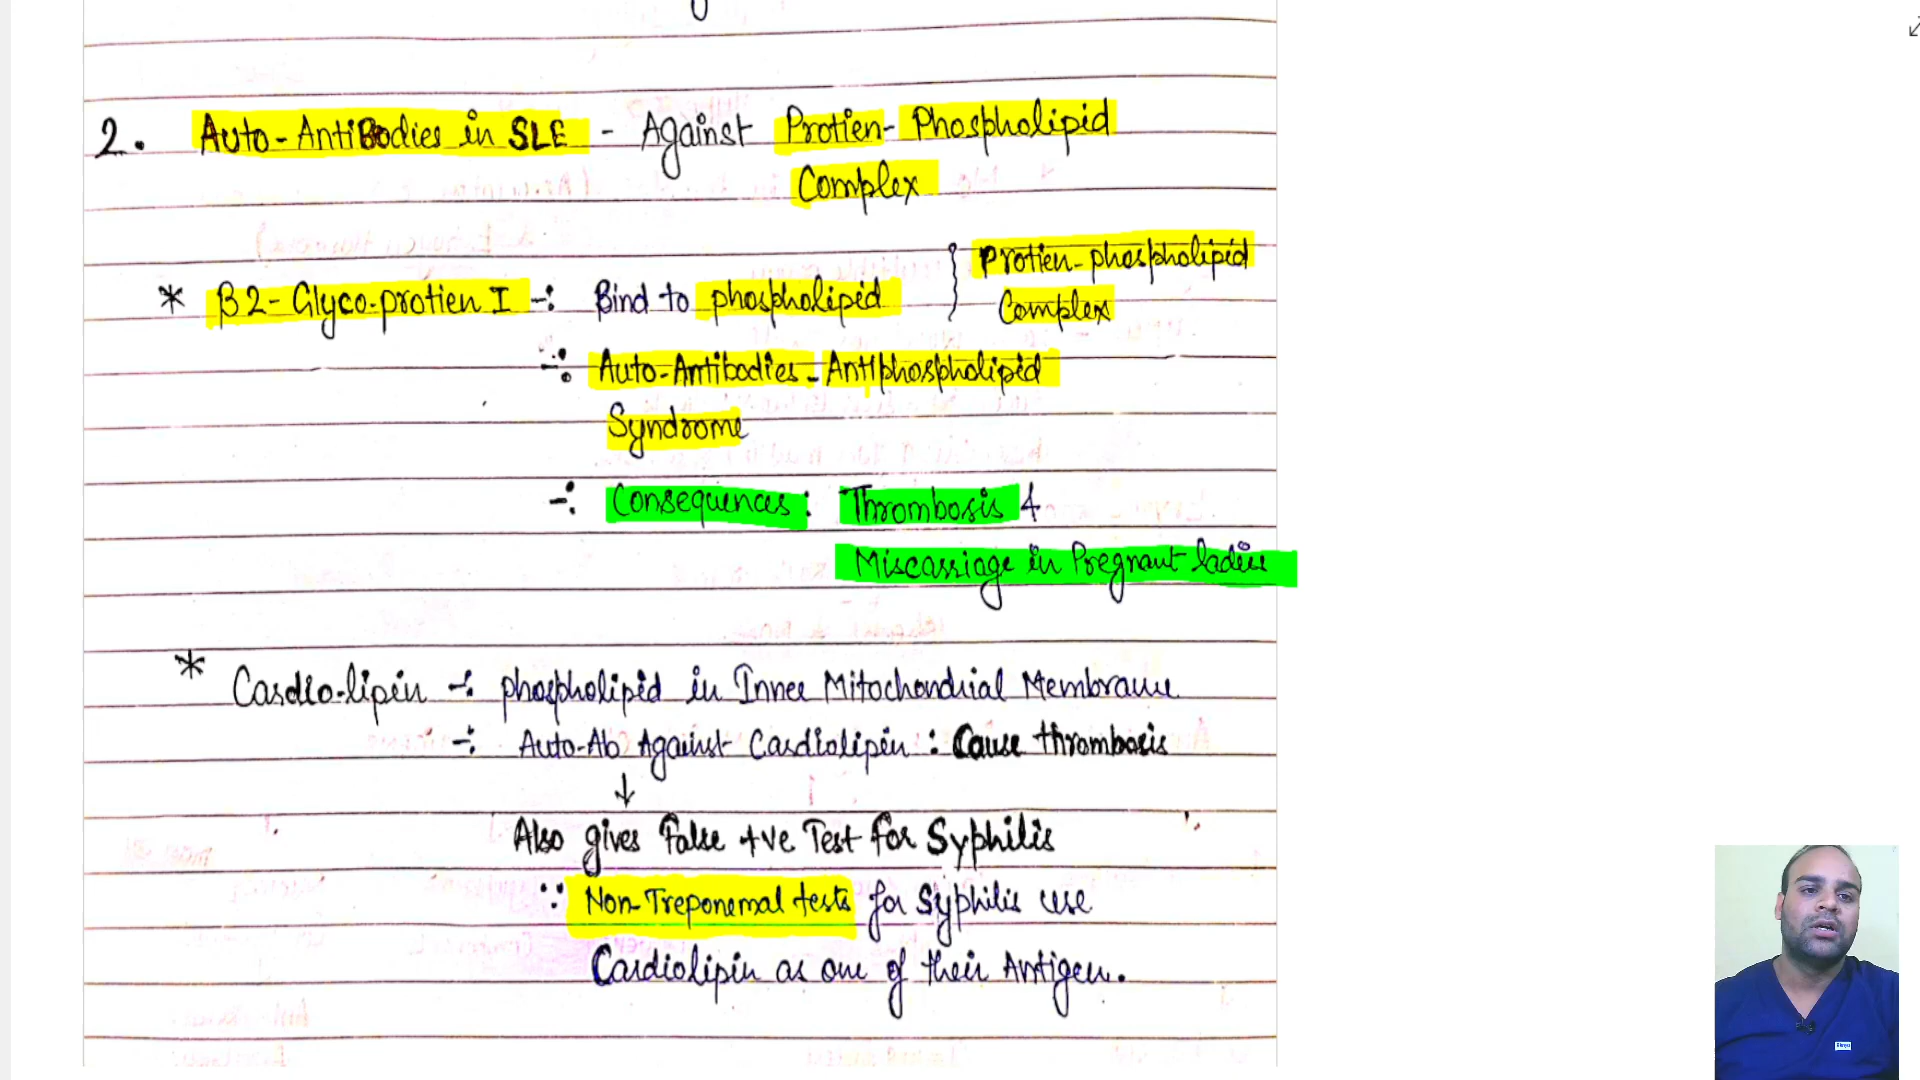 2. Auto-AntiBodies in SLE - Against Protien-Phospholipid
Complex
* β2-Glyco-protien I -: Bind to phospholipid } Protien-phospholipid
Complex
-: Auto-Antibodies - Antiphospholipid
Syndrome
-: Consequences: Thrombosis &
Miscarriage in Pregnant ladies
* Cardio-lipin -: phospholipid in Inner Mitochondrial Membrane
-: Auto-Ab Against Cardiolipin : Cause thrombosis
↓
Also gives False +ve Test for Syphilis
∵ Non-Treponemal tests for Syphilis use
Cardiolipin as one of their Antigen.